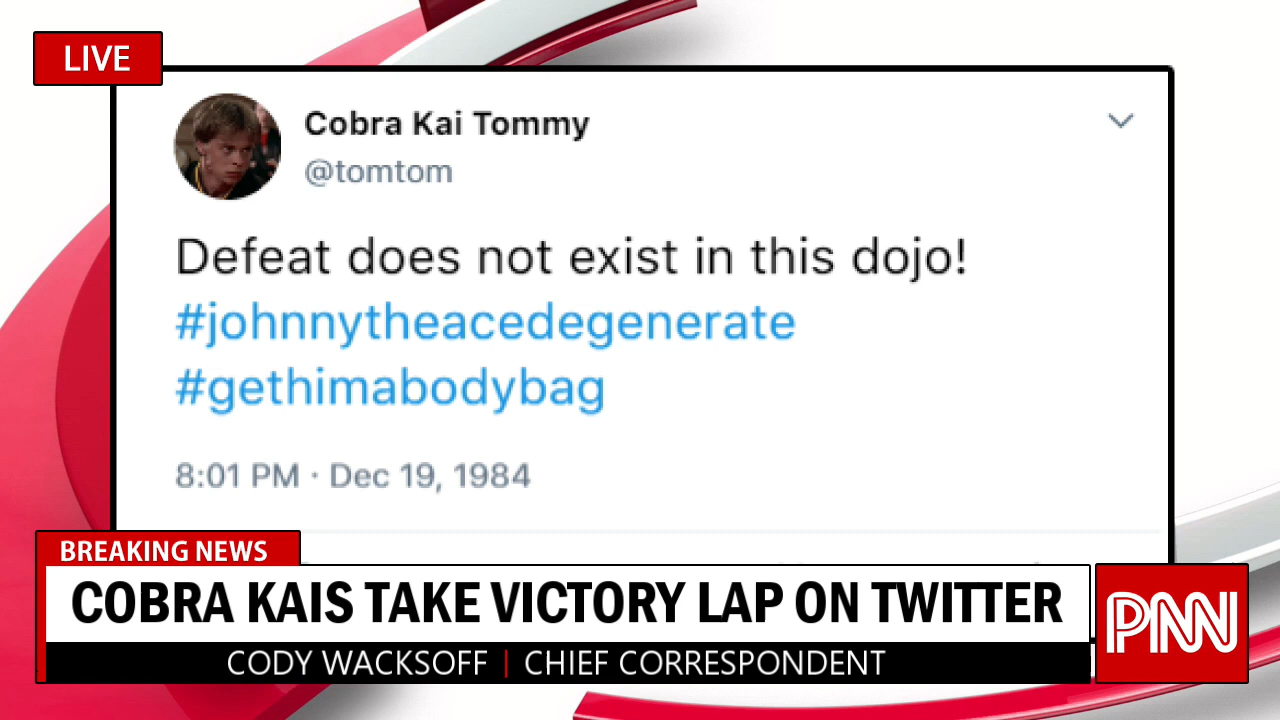 LIVE
Cobra Kai Tommy
@tomtom
Defeat does not exist in this dojo!
#johnnytheacedegenerate
#gethimabodybag
8:01 PM · Dec 19, 1984
BREAKING NEWS
COBRA KAIS TAKE VICTORY LAP ON TWITTER
CODY WACKSOFF | CHIEF CORRESPONDENT
PNN